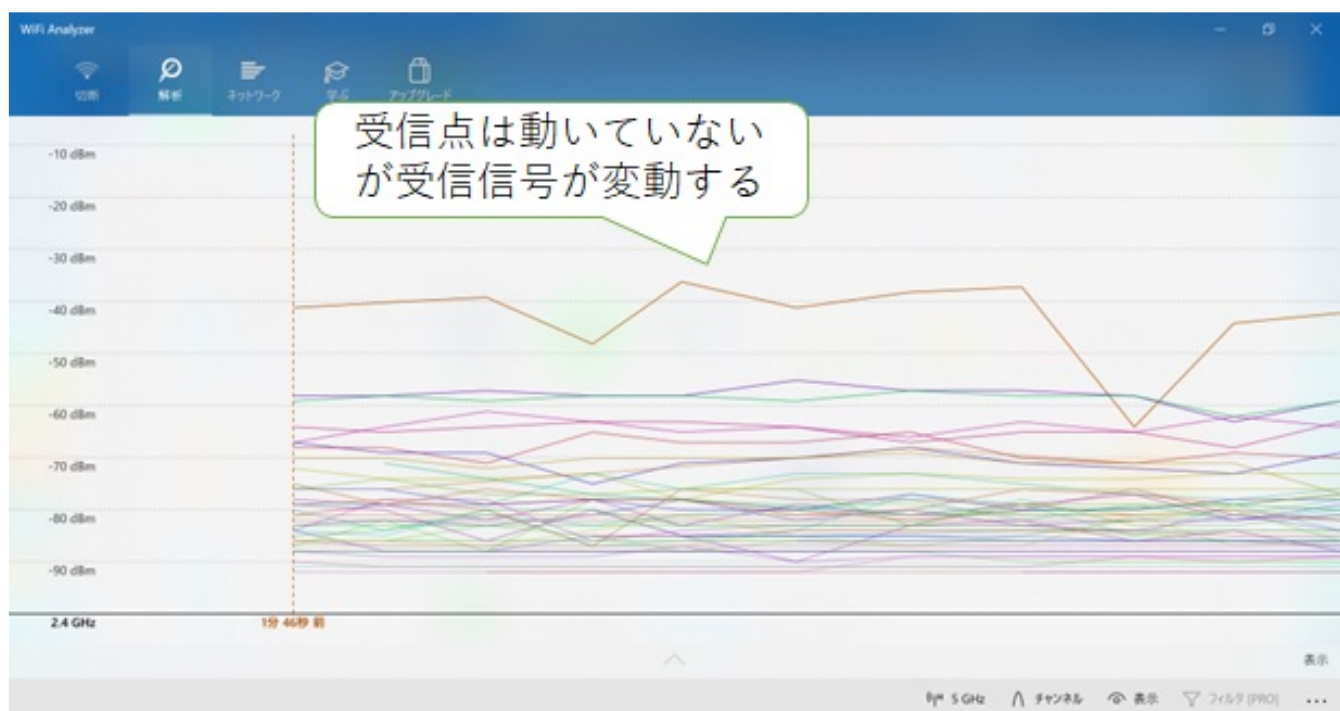 WiFi Analyzer
切断
解析
ネットワーク
学ぶ
アップグレード
受信点は動いていない
が受信信号が変動する
-10 dBm
-20 dBm
-30 dBm
-40 dBm
-50 dBm
-60 dBm
-70 dBm
-80 dBm
-90 dBm
2.4 GHz
1分 46秒 前
表示
5 GHz
チャンネル
表示
フィルタ (PRO)